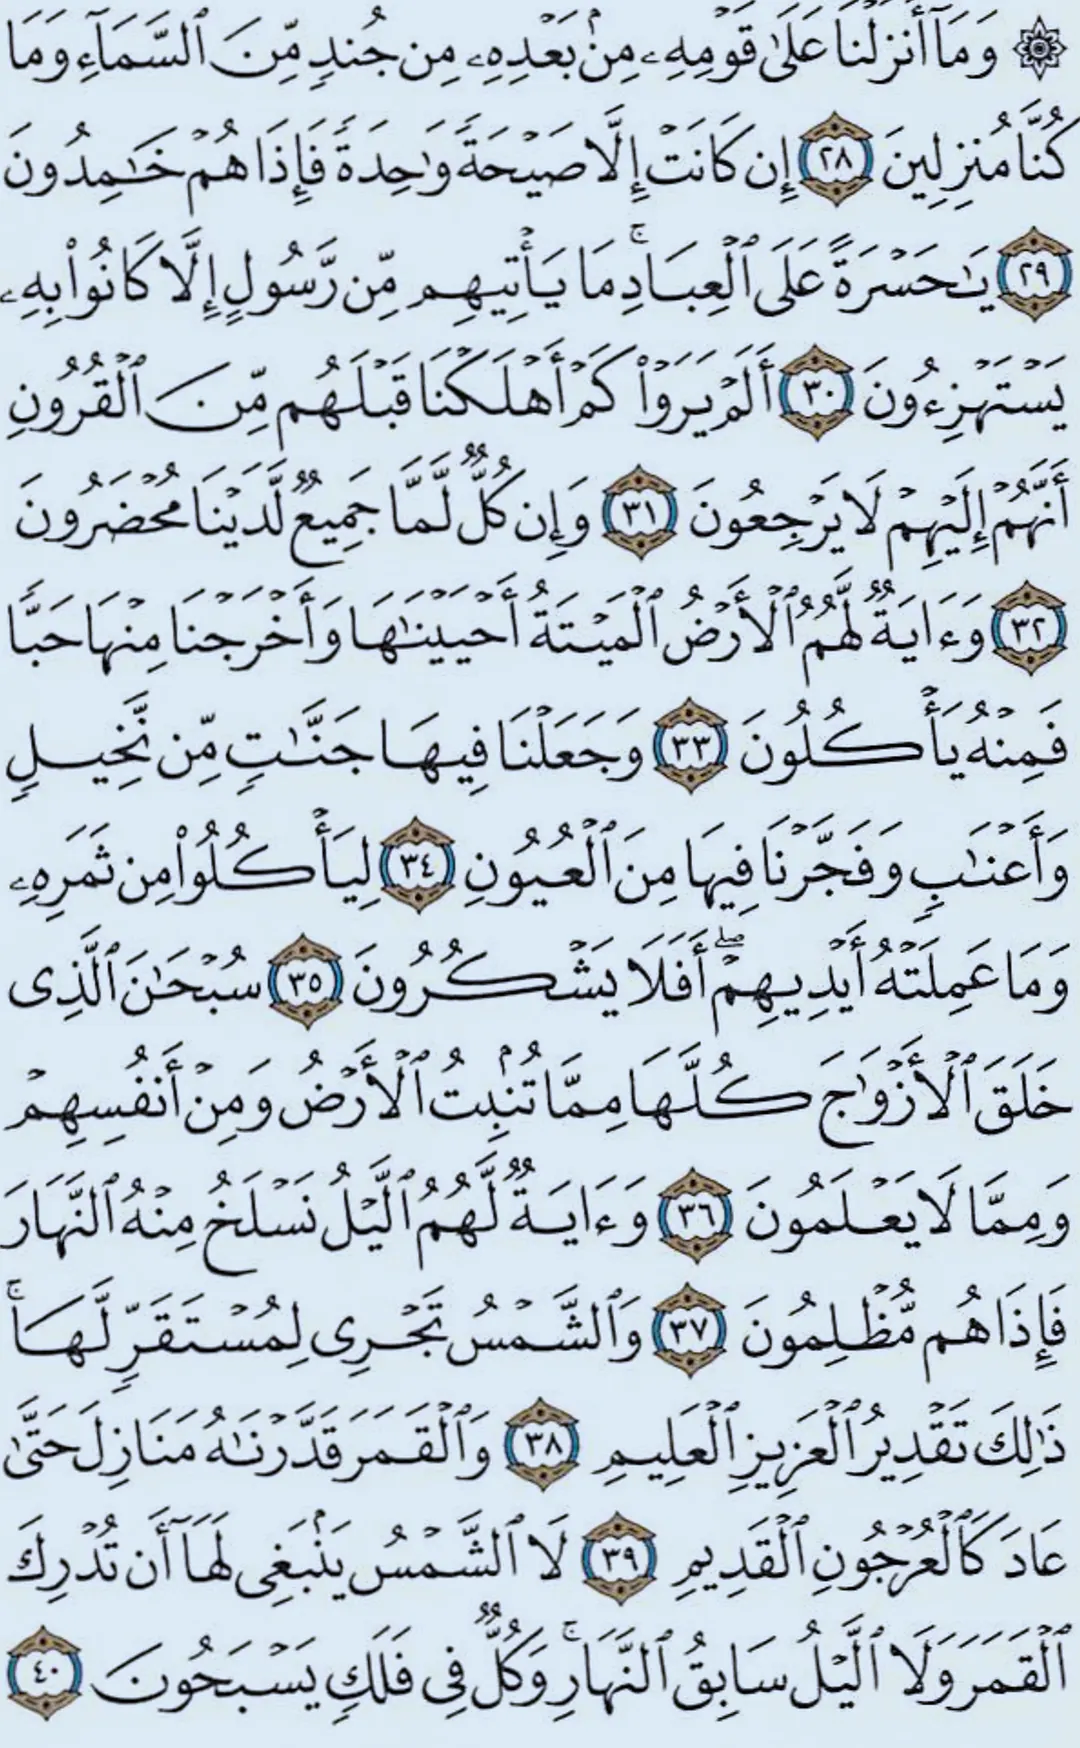 ۞ وَمَآ أَنزَلۡنَا عَلَىٰ قَوۡمِهِۦ مِنۢ بَعۡدِهِۦ مِن جُندٖ مِّنَ ٱلسَّمَآءِ وَمَا
كُنَّا مُنزِلِينَ ٢٨ إِن كَانَتۡ إِلَّا صَيۡحَةٗ وَٰحِدَةٗ فَإِذَا هُمۡ خَٰمِدُونَ
٢٩ يَٰحَسۡرَةً عَلَى ٱلۡعِبَادِۚ مَا يَأۡتِيهِم مِّن رَّسُولٍ إِلَّا كَانُواْ بِهِۦ
يَسۡتَهۡزِءُونَ ٣٠ أَلَمۡ يَرَوۡاْ كَمۡ أَهۡلَكۡنَا قَبۡلَهُم مِّنَ ٱلۡقُرُونِ
أَنَّهُمۡ إِلَيۡهِمۡ لَا يَرۡجِعُونَ ٣١ وَإِن كُلّٞ لَّمَّا جَمِيعٞ لَّدَيۡنَا مُحۡضَرُونَ
٣٢ وَءَايَةٞ لَّهُمُ ٱلۡأَرۡضُ ٱلۡمَيۡتَةُ أَحۡيَيۡنَٰهَا وَأَخۡرَجۡنَا مِنۡهَا حَبّٗا
فَمِنۡهُ يَأۡكُلُونَ ٣٣ وَجَعَلۡنَا فِيهَا جَنَّٰتٖ مِّن نَّخِيلٖ
وَأَعۡنَٰبٖ وَفَجَّرۡنَا فِيهَا مِنَ ٱلۡعُيُونِ ٣٤ لِيَأۡكُلُواْ مِن ثَمَرِهِۦ
وَمَا عَمِلَتۡهُ أَيۡدِيهِمۡۚ أَفَلَا يَشۡكُرُونَ ٣٥ سُبۡحَٰنَ ٱلَّذِي
خَلَقَ ٱلۡأَزۡوَٰجَ كُلَّهَا مِمَّا تُنۢبِتُ ٱلۡأَرۡضُ وَمِنۡ أَنفُسِهِمۡ
وَمِمَّا لَا يَعۡلَمُونَ ٣٦ وَءَايَةٞ لَّهُمُ ٱلَّيۡلُ نَسۡلَخُ مِنۡهُ ٱلنَّهَارَ
فَإِذَا هُم مُّظۡلِمُونَ ٣٧ وَٱلشَّمۡسُ تَجۡرِي لِمُسۡتَقَرّٖ لَّهَاۚ
ذَٰلِكَ تَقۡدِيرُ ٱلۡعَزِيزِ ٱلۡعَلِيمِ ٣٨ وَٱلۡقَمَرَ قَدَّرۡنَٰهُ مَنَازِلَ حَتَّىٰ
عَادَ كَٱلۡعُرۡجُونِ ٱلۡقَدِيمِ ٣٩ لَا ٱلشَّمۡسُ يَنۢبَغِي لَهَآ أَن تُدۡرِكَ
ٱلۡقَمَرَ وَلَا ٱلَّيۡلُ سَابِقُ ٱلنَّهَارِۚ وَكُلّٞ فِي فَلَكٖ يَسۡبَحُونَ ٤٠